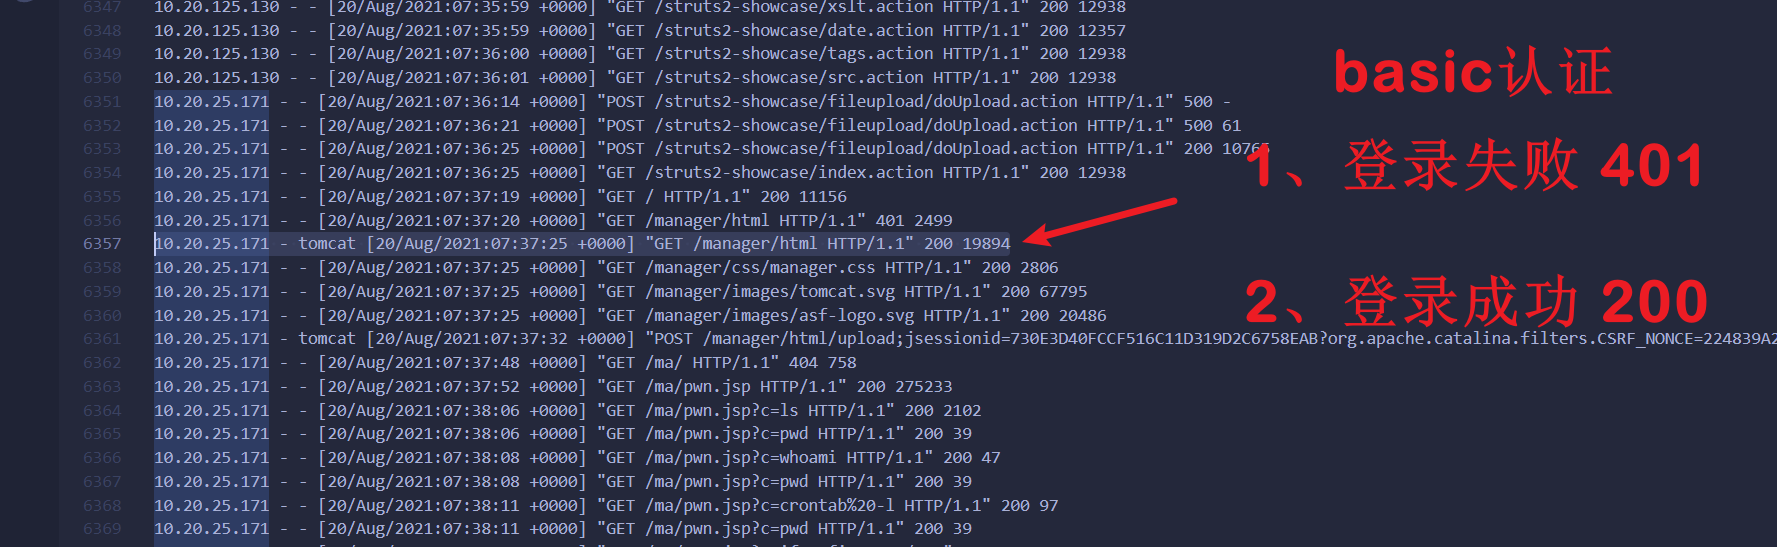 6347 10.20.125.130 - - [20/Aug/2021:07:35:59 +0000] "GET /struts2-showcase/xslt.action HTTP/1.1" 200 12938
6348 10.20.125.130 - - [20/Aug/2021:07:35:59 +0000] "GET /struts2-showcase/date.action HTTP/1.1" 200 12357
6349 10.20.125.130 - - [20/Aug/2021:07:36:00 +0000] "GET /struts2-showcase/tags.action HTTP/1.1" 200 12938
6350 10.20.125.130 - - [20/Aug/2021:07:36:01 +0000] "GET /struts2-showcase/src.action HTTP/1.1" 200 12938
basic认证
6351 10.20.25.171 - - [20/Aug/2021:07:36:14 +0000] "POST /struts2-showcase/fileupload/doUpload.action HTTP/1.1" 500 -
6352 10.20.25.171 - - [20/Aug/2021:07:36:21 +0000] "POST /struts2-showcase/fileupload/doUpload.action HTTP/1.1" 500 61
6353 10.20.25.171 - - [20/Aug/2021:07:36:25 +0000] "POST /struts2-showcase/fileupload/doUpload.action HTTP/1.1" 200 10765
1、登录失败 401
6354 10.20.25.171 - - [20/Aug/2021:07:36:25 +0000] "GET /struts2-showcase/index.action HTTP/1.1" 200 12938
6355 10.20.25.171 - - [20/Aug/2021:07:37:19 +0000] "GET / HTTP/1.1" 200 11156
6356 10.20.25.171 - - [20/Aug/2021:07:37:20 +0000] "GET /manager/html HTTP/1.1" 401 2499
6357 10.20.25.171 - tomcat [20/Aug/2021:07:37:25 +0000] "GET /manager/html HTTP/1.1" 200 19894
6358 10.20.25.171 - - [20/Aug/2021:07:37:25 +0000] "GET /manager/css/manager.css HTTP/1.1" 200 2806
6359 10.20.25.171 - - [20/Aug/2021:07:37:25 +0000] "GET /manager/images/tomcat.svg HTTP/1.1" 200 67795
2、登录成功 200
6360 10.20.25.171 - - [20/Aug/2021:07:37:25 +0000] "GET /manager/images/asf-logo.svg HTTP/1.1" 200 20486
6361 10.20.25.171 - tomcat [20/Aug/2021:07:37:32 +0000] "POST /manager/html/upload;jsessionid=730E3D40FCCF516C11D319D2C6758EAB?org.apache.catalina.filters.CSRF_NONCE=224839A2
6362 10.20.25.171 - - [20/Aug/2021:07:37:48 +0000] "GET /ma/ HTTP/1.1" 404 758
6363 10.20.25.171 - - [20/Aug/2021:07:37:52 +0000] "GET /ma/pwn.jsp HTTP/1.1" 200 275233
6364 10.20.25.171 - - [20/Aug/2021:07:38:06 +0000] "GET /ma/pwn.jsp?c=ls HTTP/1.1" 200 2102
6365 10.20.25.171 - - [20/Aug/2021:07:38:06 +0000] "GET /ma/pwn.jsp?c=pwd HTTP/1.1" 200 39
6366 10.20.25.171 - - [20/Aug/2021:07:38:08 +0000] "GET /ma/pwn.jsp?c=whoami HTTP/1.1" 200 47
6367 10.20.25.171 - - [20/Aug/2021:07:38:08 +0000] "GET /ma/pwn.jsp?c=pwd HTTP/1.1" 200 39
6368 10.20.25.171 - - [20/Aug/2021:07:38:11 +0000] "GET /ma/pwn.jsp?c=crontab%20-l HTTP/1.1" 200 97
6369 10.20.25.171 - - [20/Aug/2021:07:38:11 +0000] "GET /ma/pwn.jsp?c=pwd HTTP/1.1" 200 39